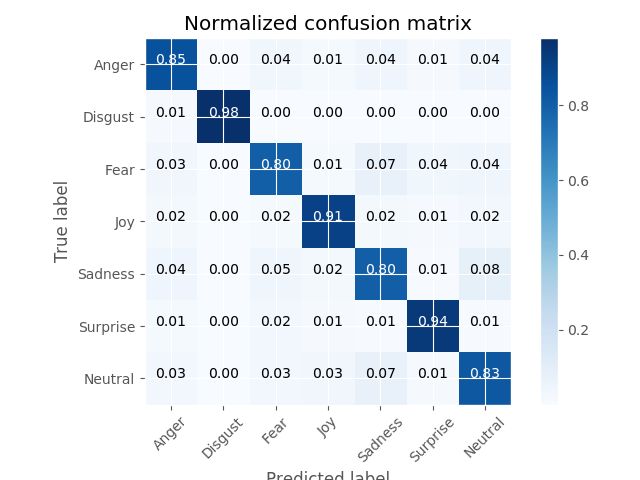 Normalized confusion matrix
Anger 0.85 0.00 0.04 0.01 0.04 0.01 0.04
Disgust 0.01 0.98 0.00 0.00 0.00 0.00 0.00
Fear 0.03 0.00 0.80 0.01 0.07 0.04 0.04
Joy 0.02 0.00 0.02 0.91 0.02 0.01 0.02
Sadness 0.04 0.00 0.05 0.02 0.80 0.01 0.08
Surprise 0.01 0.00 0.02 0.01 0.01 0.94 0.01
Neutral 0.03 0.00 0.03 0.03 0.07 0.01 0.83
True label
Anger Disgust Fear Joy Sadness Surprise Neutral
Predicted label
0.8
0.6
0.4
0.2